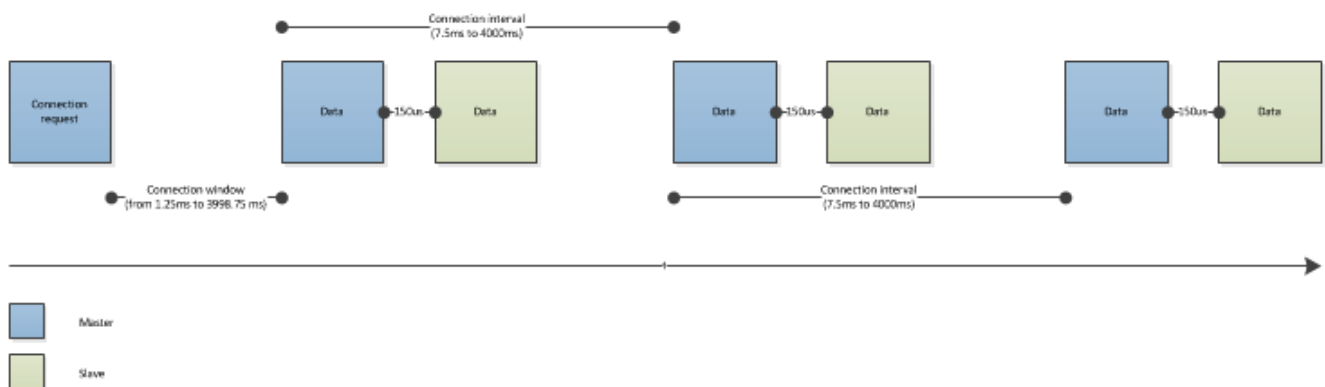 Connection interval
(7.5ms to 4000ms)
Connection
request
Data
150us
Data
Data
150us
Data
Data
150us
Data
Connection window
(from 1.25ms to 3998.75 ms)
Connection interval
(7.5ms to 4000ms)
t
Master
Slave